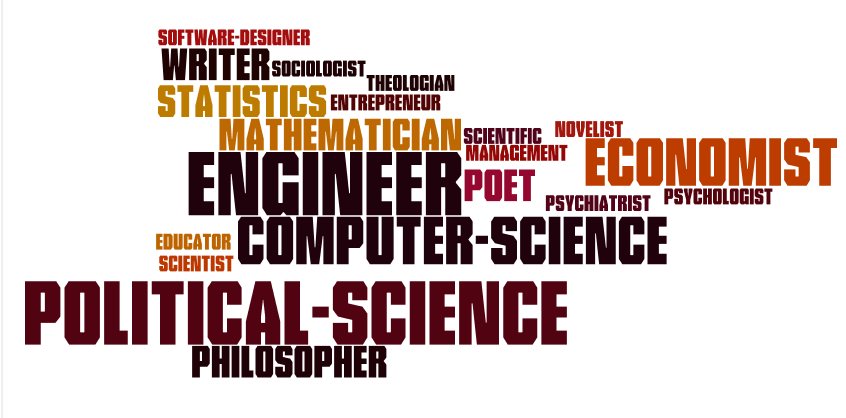 SOFTWARE-DESIGNER
WRITER
SOCIOLOGIST
THEOLOGIAN
STATISTICS
ENTREPRENEUR
MATHEMATICIAN
SCIENTIFIC
MANAGEMENT
NOVELIST
ECONOMIST
ENGINEER
POET
PSYCHIATRIST
PSYCHOLOGIST
EDUCATOR
SCIENTIST
COMPUTER-SCIENCE
POLITICAL-SCIENCE
PHILOSOPHER